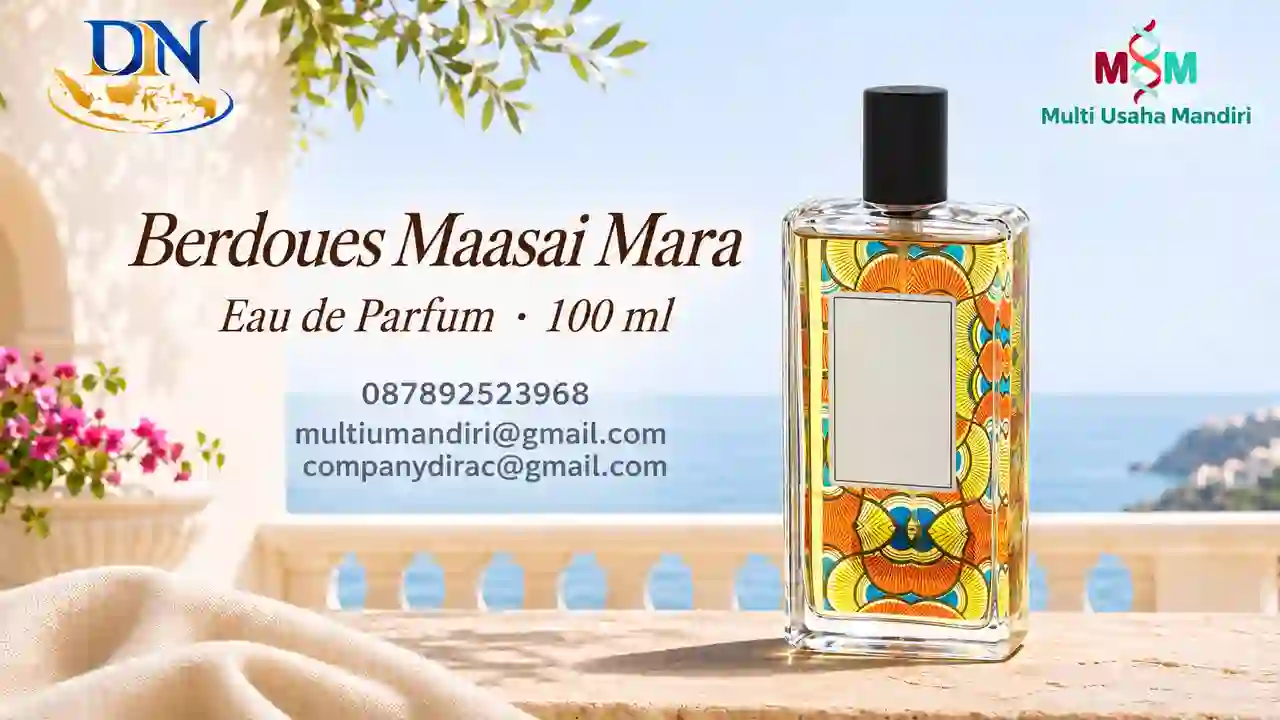 DN
M M
Multi Usaha Mandiri
Berdoues Maasai Mara
Eau de Parfum · 100 ml
087892523968
multiumandiri@gmail.com
companydirac@gmail.com